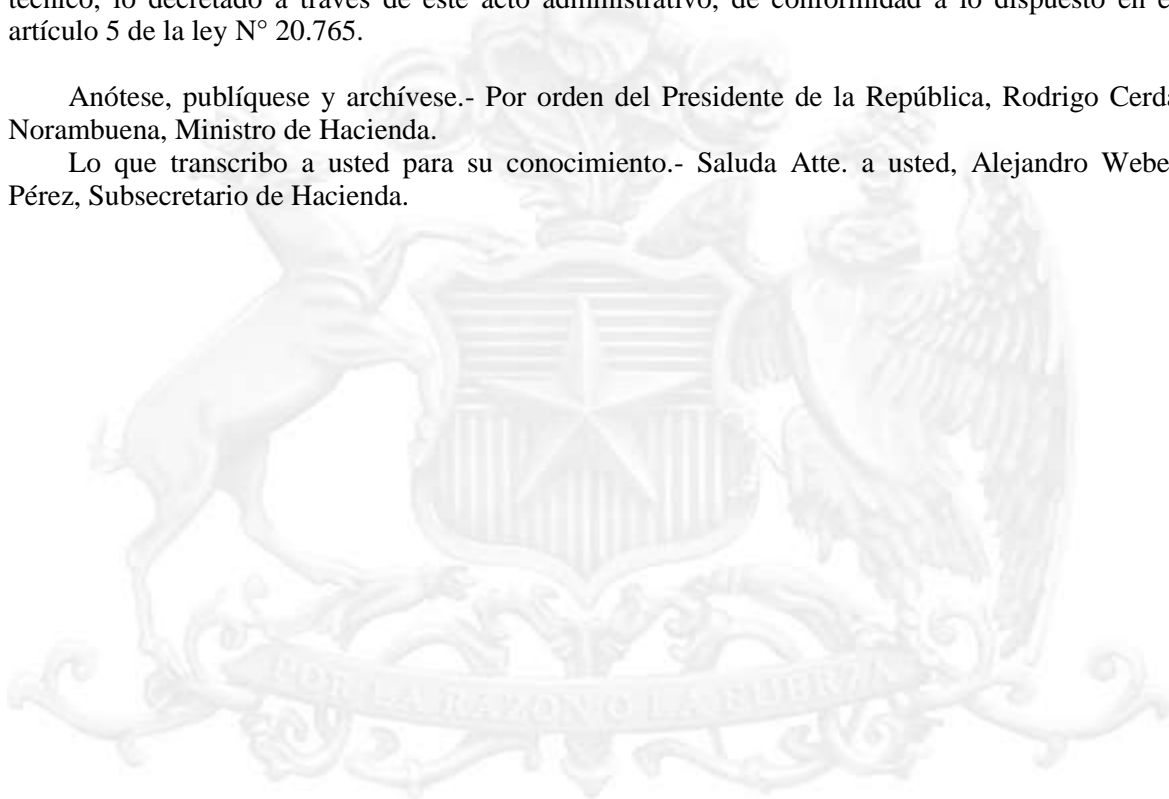 técnico, lo decretado a través de este acto administrativo, de conformidad a lo dispuesto en e
artículo 5 de la ley N° 20.765.
Anótese, publíquese y archívese.- Por orden del Presidente de la República, Rodrigo Cerda
Norambuena, Ministro de Hacienda.
Lo que transcribo a usted para su conocimiento.- Saluda Atte. a usted, Alejandro Webe
Pérez, Subsecretario de Hacienda.
POR LA RAZON O LA FUERZA